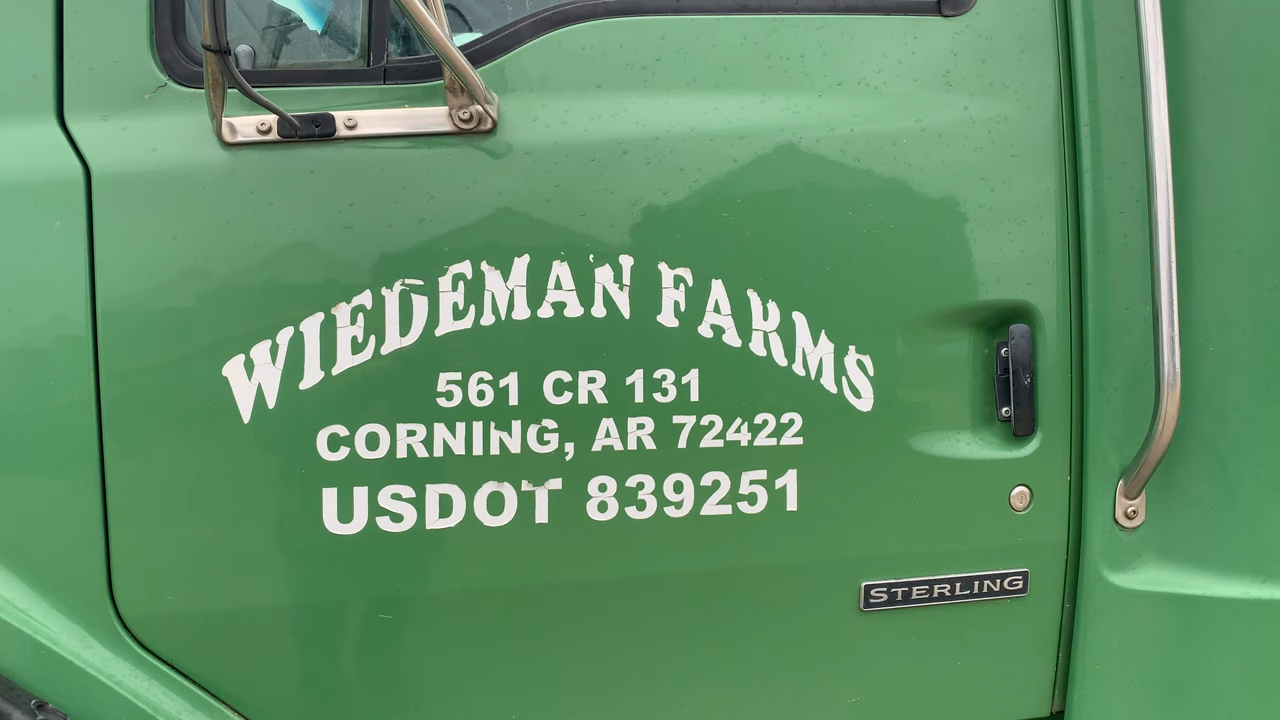 WIEDEMAN FARMS
561 CR 131
CORNING, AR 72422
USDOT 839251
STERLING